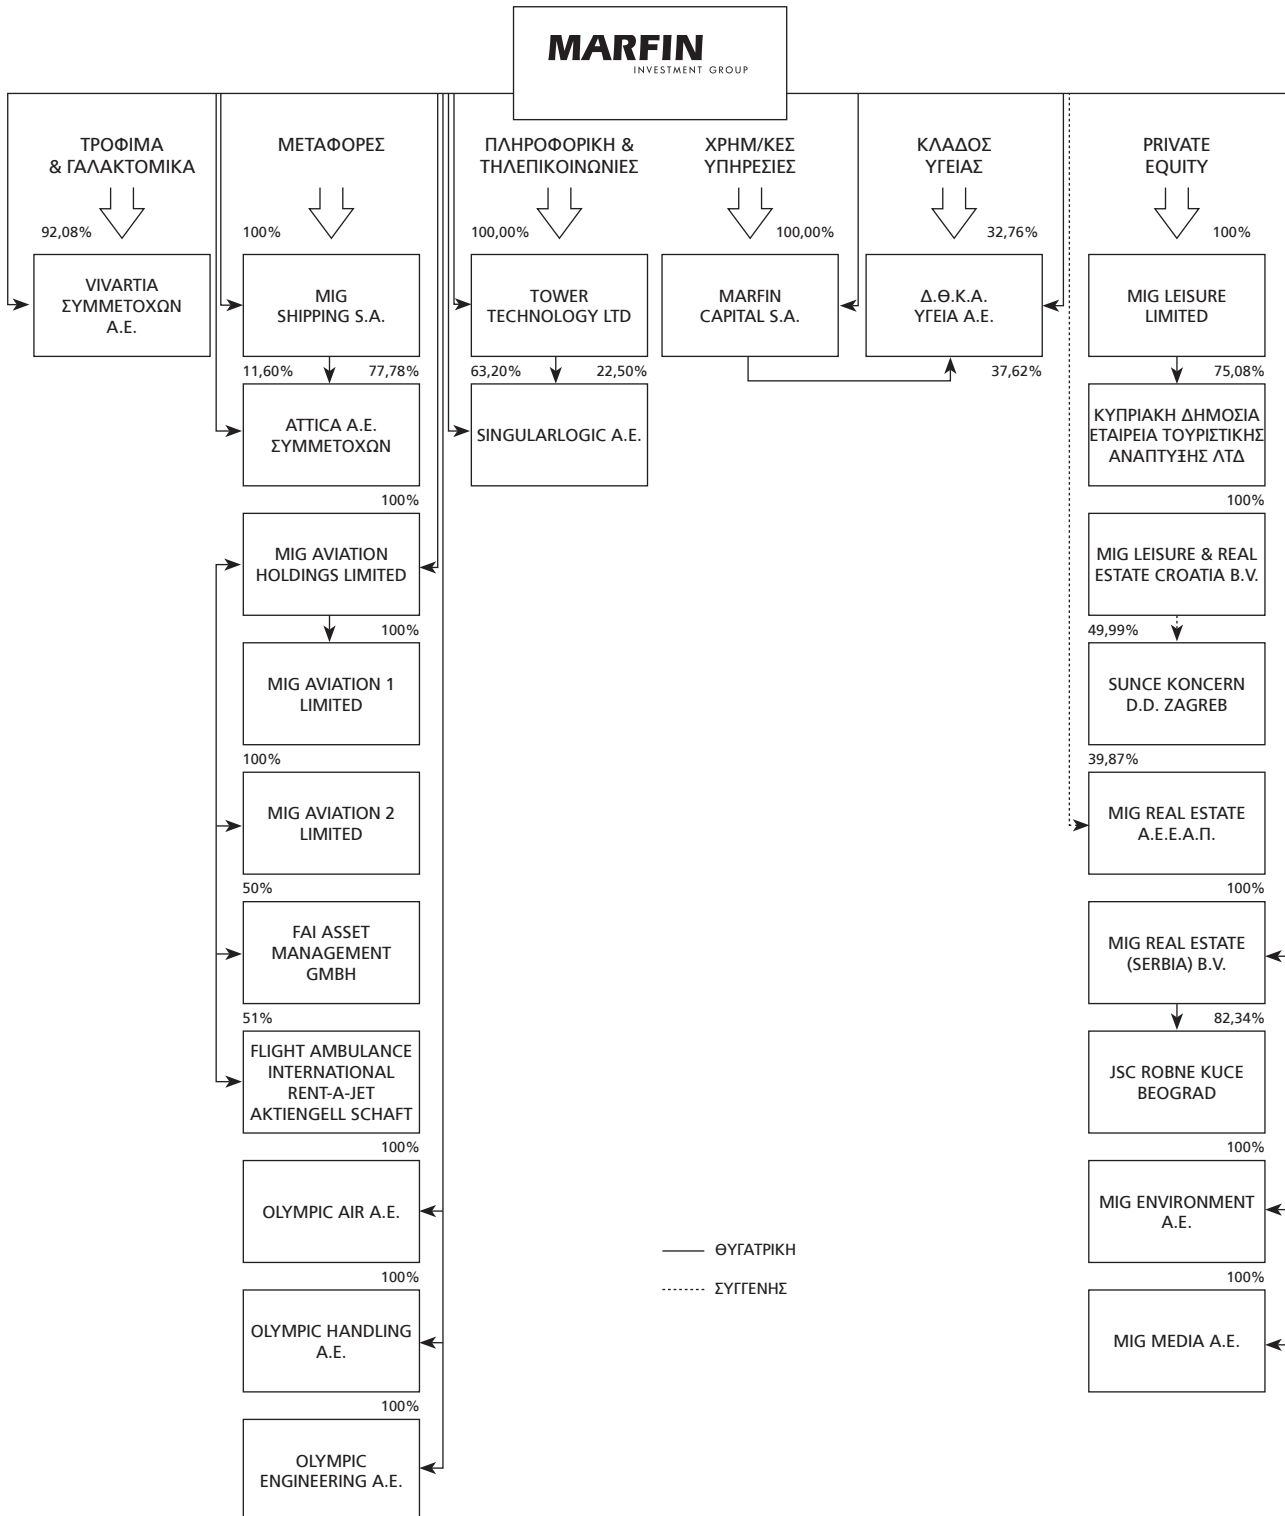 MARFIN
INVESTMENT GROUP
ΤΡΟΦΙΜΑ
& ΓΑΛΑΚΤΟΜΙΚΑ
92,08%
VIVARTIA
ΣΥΜΜΕΤΟΧΩΝ
Α.Ε.
ΜΕΤΑΦΟΡΕΣ
100%
MIG
SHIPPING S.A.
11,60%
77,78%
ATTICA A.E.
ΣΥΜΜΕΤΟΧΩΝ
100%
MIG AVIATION
HOLDINGS LIMITED
100%
MIG AVIATION 1
LIMITED
100%
MIG AVIATION 2
LIMITED
50%
FAI ASSET
MANAGEMENT
GMBH
51%
FLIGHT AMBULANCE
INTERNATIONAL
RENT-A-JET
AKTIENGELL SCHAFT
100%
OLYMPIC AIR A.E.
100%
OLYMPIC HANDLING
A.E.
100%
OLYMPIC
ENGINEERING A.E.
ΠΛΗΡΟΦΟΡΙΚΗ &
ΤΗΛΕΠΙΚΟΙΝΩΝΙΕΣ
100,00%
TOWER
TECHNOLOGY LTD
63,20%
22,50%
SINGULARLOGIC A.E.
ΧΡΗΜ/ΚΕΣ
ΥΠΗΡΕΣΙΕΣ
100,00%
MARFIN
CAPITAL S.A.
ΚΛΑΔΟΣ
ΥΓΕΙΑΣ
32,76%
Δ.Θ.Κ.Α.
ΥΓΕΙΑ Α.Ε.
37,62%
PRIVATE
EQUITY
100%
MIG LEISURE
LIMITED
75,08%
ΚΥΠΡΙΑΚΗ ΔΗΜΟΣΙΑ
ΕΤΑΙΡΕΙΑ ΤΟΥΡΙΣΤΙΚΗΣ
ΑΝΑΠΤΥΞΗΣ ΛΤΔ
100%
MIG LEISURE & REAL
ESTATE CROATIA B.V.
49,99%
SUNCE KONCERN
D.D. ZAGREB
39,87%
MIG REAL ESTATE
Α.Ε.Ε.Α.Π.
100%
MIG REAL ESTATE
(SERBIA) B.V.
82,34%
JSC ROBNE KUCE
BEOGRAD
100%
MIG ENVIRONMENT
A.E.
100%
MIG MEDIA A.E.
ΘΥΓΑΤΡΙΚΗ
ΣΥΓΓΕΝΗΣ